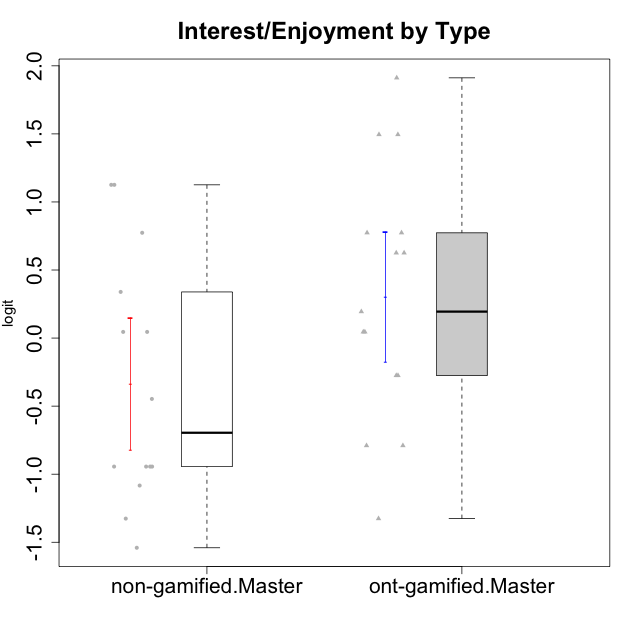 Interest/Enjoyment by Type
2.0
1.5
1.0
0.5
0.0
-0.5
-1.0
-1.5
logit
non-gamified.Master
ont-gamified.Master